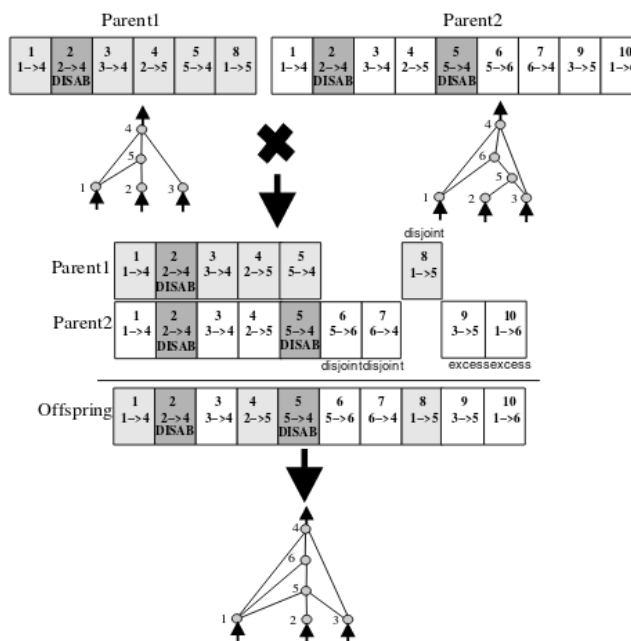 Parent1 Parent2
1 2 3 4 5 8 1 2 3 4 5 6 7 9 10
1->4 2->4 3->4 2->5 5->4 1->5 1->4 2->4 3->4 2->5 5->4 5->6 6->4 3->5 1->6
DISAB DISAB DISAB
4 4
5 6
5
1 2 3 1 2 3
disjoint
Parent1 1 2 3 4 5 8
1->4 2->4 3->4 2->5 5->4 1->5
DISAB
Parent2 1 2 3 4 5 6 7 9 10
1->4 2->4 3->4 2->5 5->4 5->6 6->4 3->5 1->6
DISAB DISAB
disjoint disjoint excess excess
Offspring 1 2 3 4 5 6 7 8 9 10
1->4 2->4 3->4 2->5 5->4 5->6 6->4 1->5 3->5 1->6
DISAB DISAB
4
6
5
1 2 3